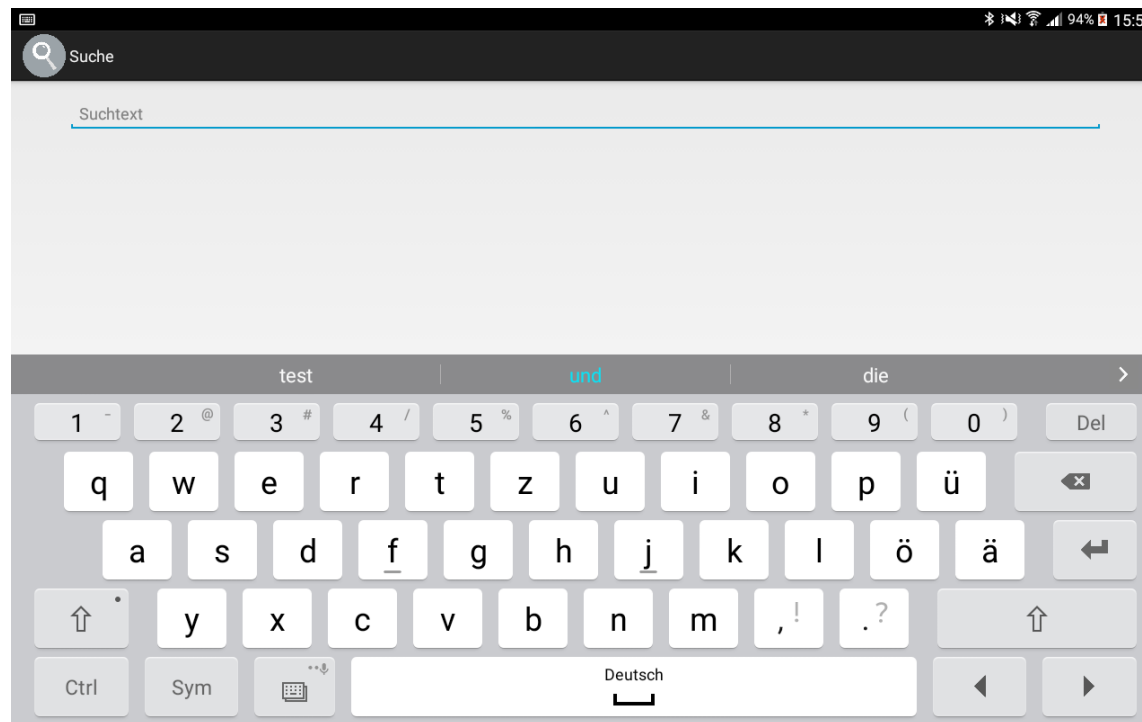 94% 15:5
Suche
Suchtext
test und die
1 - 2 @ 3 # 4 / 5 % 6 ^ 7 & 8 * 9 ( 0 ) Del
q w e r t z u i o p ü
a s d f g h j k l ö ä
y x c v b n m , ! . ?
Deutsch
Ctrl Sym